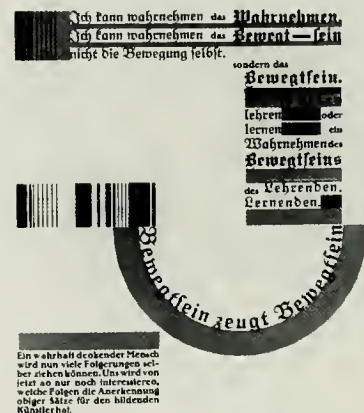 Ich kann wahrnehmen das Wahrnehmen.
Ich kann wahrnehmen das Bewegt—sein
nicht die Bewegung selbst.
sondern das
Bewegtsein.
lehren oder
lernen ein
Wahrnehmen des
Bewegtseins
des Lehrenden.
Lernenden.
Bewegtsein zeugt Bewegtsein
Ein wahrhaft denkender Mensch
wird nun viele Folgerungen sel-
ber ziehen können. Uns wird von
jetzt an nur noch interessieren,
welche Folgen die Anerkennung
obiger Sätze für den bildenden
Künstler hat.